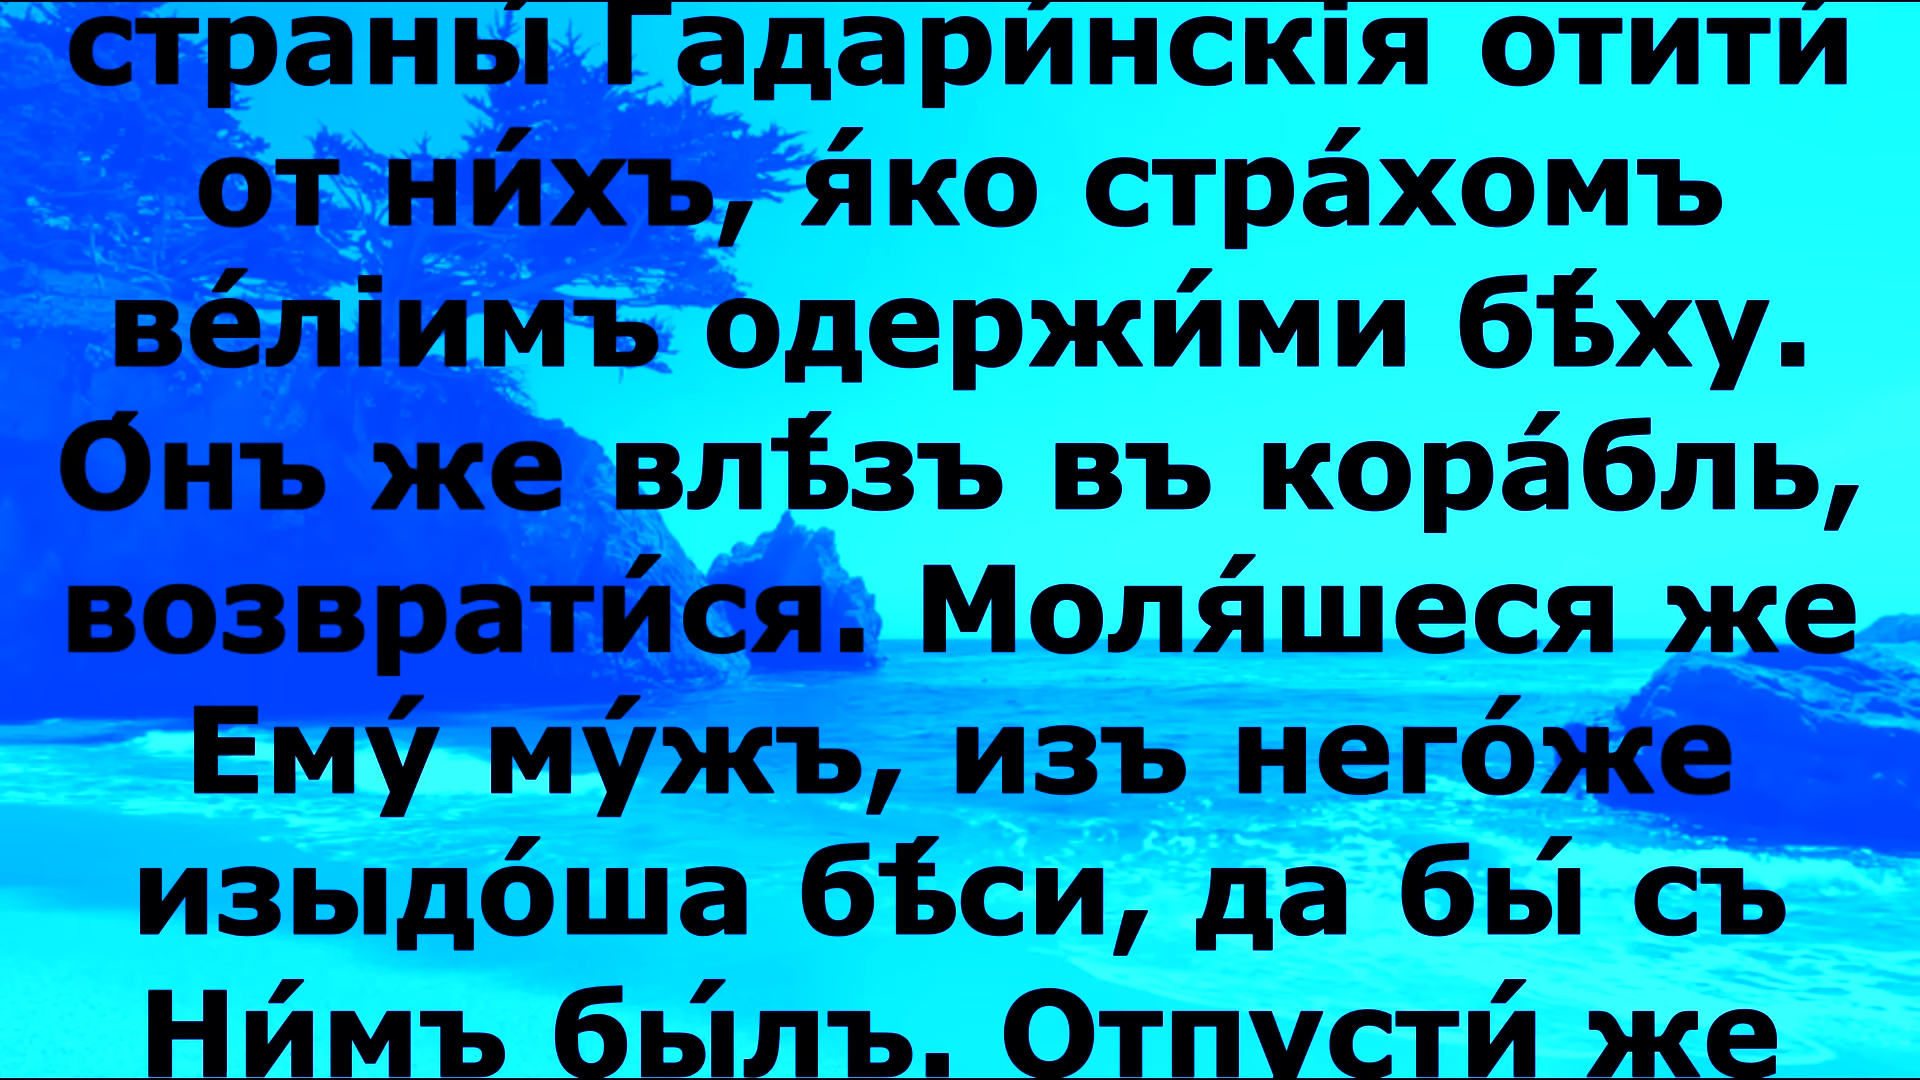 страны́ Гадари́нскія отити́
от ни́хъ, я́ко стра́хомъ
ве́ліимъ одержи́ми бѣ́ху.
О́нъ же влѣ́зъ въ кора́бль,
возврати́ся. Моля́шеся же
Ему́ му́жъ, изъ него́же
изыдо́ша бѣ́си, да бы́ съ
Ни́мъ бы́лъ. Отпусти́ же